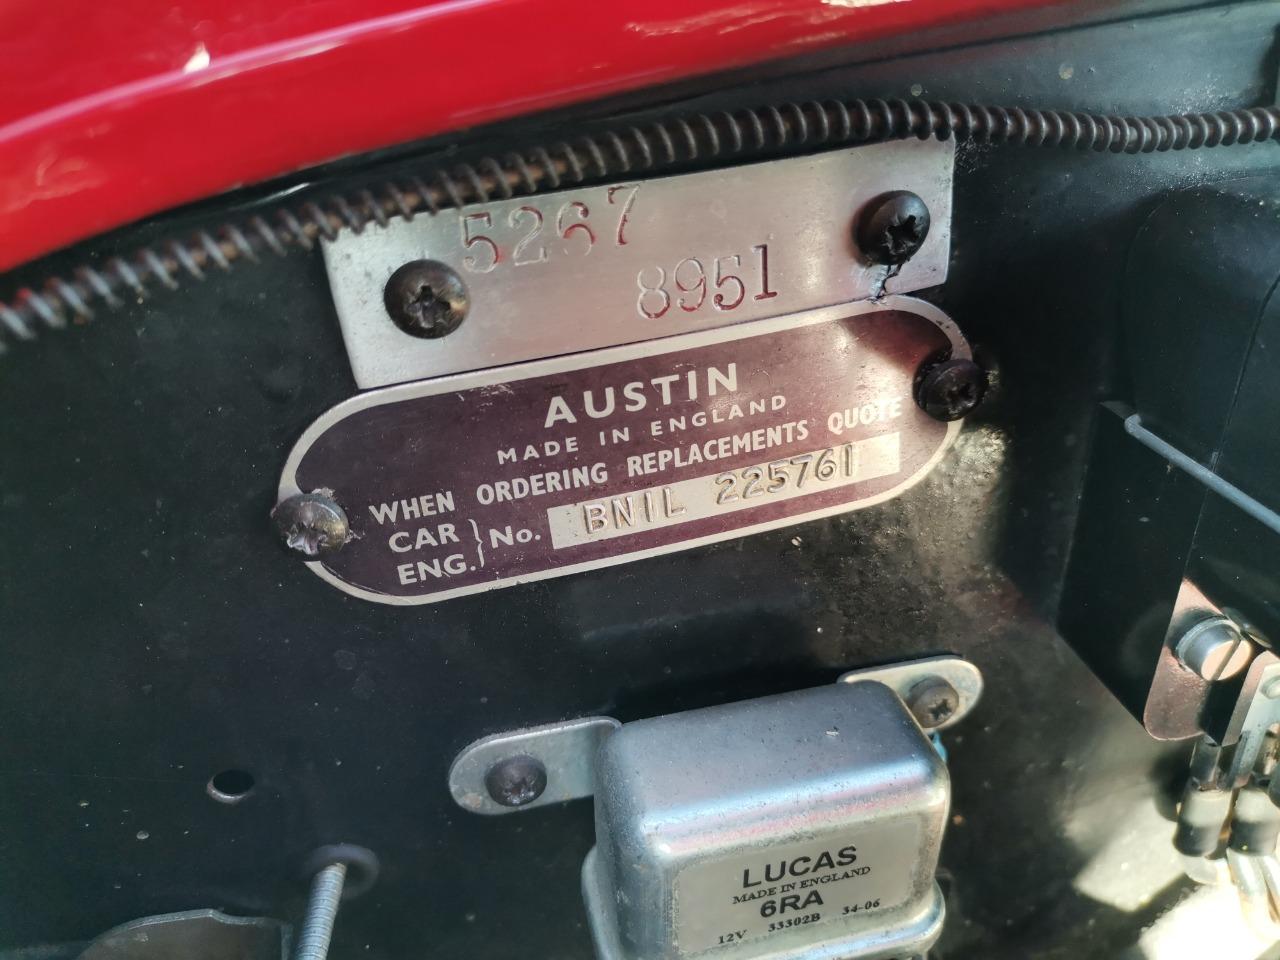 5267
8951
AUSTIN
MADE IN ENGLAND
WHEN ORDERING REPLACEMENTS QUOTE
CAR
ENG. } No. BN1L 225761
LUCAS
MADE IN ENGLAND
6RA
12V 33302B 34-06